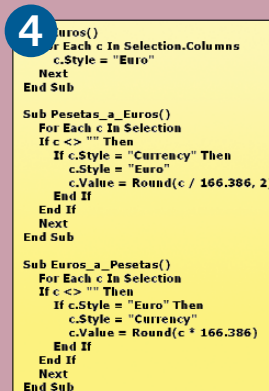 4
uros()
r Each c In Selection.Columns
c.Style = "Euro"
Next
End Sub
Sub Pesetas_a_Euros()
For Each c In Selection
If c <> "" Then
If c.Style = "Currency" Then
c.Style = "Euro"
c.Value = Round(c / 166.386, 2)
End If
End If
Next
End Sub
Sub Euros_a_Pesetas()
For Each c In Selection
If c <> "" Then
If c.Style = "Euro" Then
c.Style = "Currency"
c.Value = Round(c * 166.386)
End If
End If
Next
End Sub